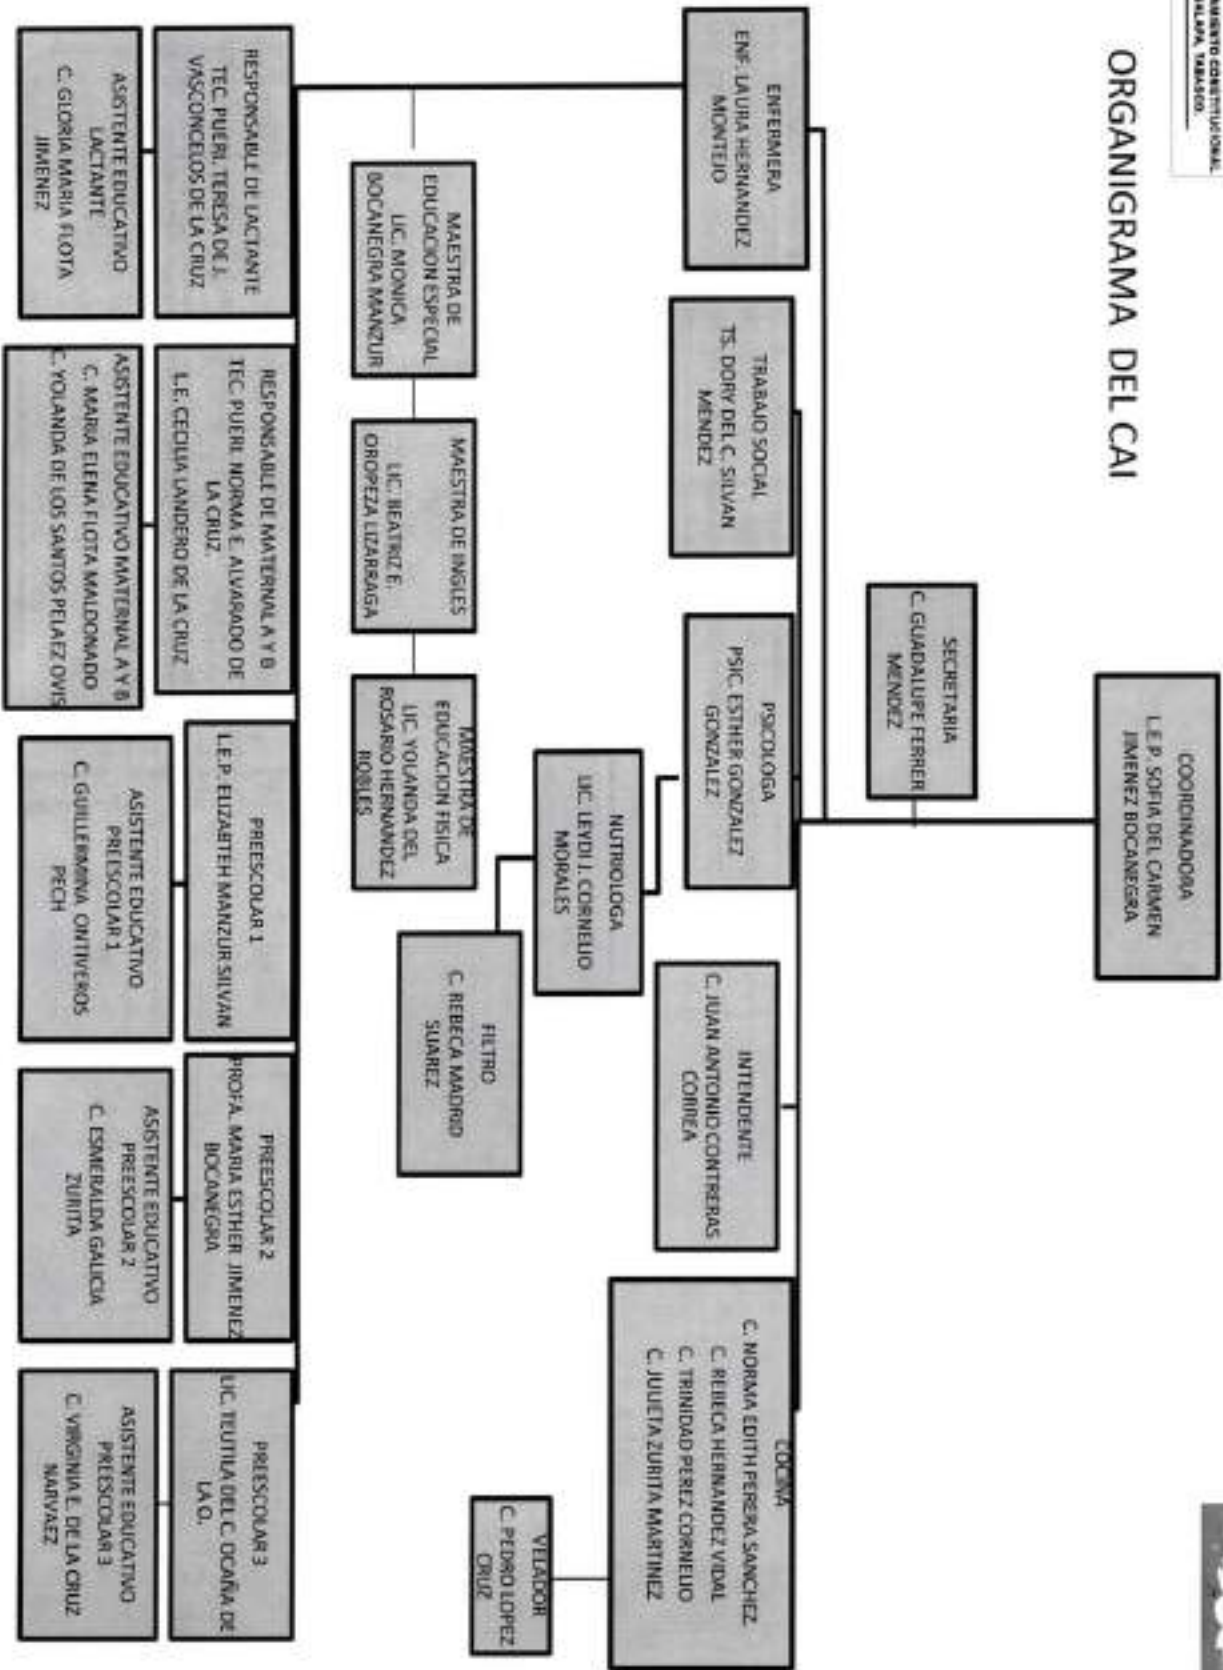 AMIENTO CONSTITUCIONAL
ALAPA, TABASCO.
ORGANIGRAMA DEL CAI
COORDINADORA
L.E.P. SOFIA DEL CARMEN
JIMENEZ BOCANEGRA
SECRETARIA
C. GUADALUPE FERRER
MENDEZ
ENFERMERA
ENF. LAURA HERNANDEZ
MONTEJO
TRABAJO SOCIAL
TS. DORY DEL C. SILVAN
MENDEZ
PSICOLOGA
PSIC. ESTHER GONZALEZ
GONZALEZ
INTENDENTE
C. JUAN ANTONIO CONTRERAS
CORREA
COCINA
C. NORMA EDITH PERERA SANCHEZ.
C. REBECA HERNANDEZ VIDAL
C. TRINIDAD PEREZ CORNELIO
C. JULIETA ZURITA MARTINEZ
NUTRIOLOGA
LIC. LEYDI J. CORNELIO
MORALES
FILTRO
C. REBECA MADRID
SUAREZ
VELADOR
C. PEDRO LOPEZ
CRUZ
MAESTRA DE
EDUCACION ESPECIAL
LIC. MONICA
BOCANEGRA MANZUR
MAESTRA DE INGLES
LIC. BEATRIZ E.
OROPEZA LIZARRAGA
MAESTRA DE
EDUCACION FISICA
LIC. YOLANDA DEL
ROSARIO HERNANDEZ
ROBLES
RESPONSABLE DE LACTANTE
TEC. PUERI. TERESA DE J.
VASCONCELOS DE LA CRUZ
RESPONSABLE DE MATERNAL A Y B
TEC. PUERI. NORMA E. ALVARADO DE
LA CRUZ.
L.E. CECILIA LANDERO DE LA CRUZ
PREESCOLAR 1
L.E.P. ELIZABTEH MANZUR SILVAN
PREESCOLAR 2
PROFA. MARIA ESTHER JIMENEZ
BOCANEGRA
PREESCOLAR 3
LIC. TEUTILA DEL C. OCAÑA DE
LA O.
ASISTENTE EDUCATIVO
LACTANTE
C. GLORIA MARIA FLOTA
JIMENEZ
ASISTENTE EDUCATIVO MATERNAL A Y B
C. MARIA ELENA FLOTA MALDONADO
C. YOLANDA DE LOS SANTOS PELAEZ OVIS
ASISTENTE EDUCATIVO
PREESCOLAR 1
C. GUILLERMINA ONTIVEROS
PECH
ASISTENTE EDUCATIVO
PREESCOLAR 2
C. ESMERALDA GALICIA
ZURITA
ASISTENTE EDUCATIVO
PREESCOLAR 3
C. VIRGINIA E. DE LA CRUZ
NARVAEZ